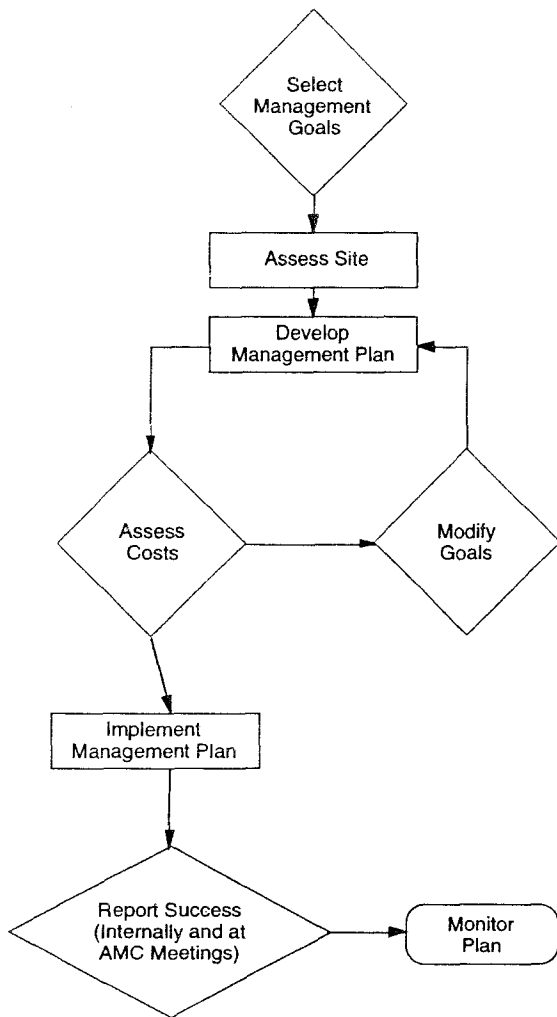 Select
Management
Goals
Assess Site
Develop
Management Plan
Assess
Costs
Modify
Goals
Implement
Management Plan
Report Success
(Internally and at
AMC Meetings)
Monitor
Plan